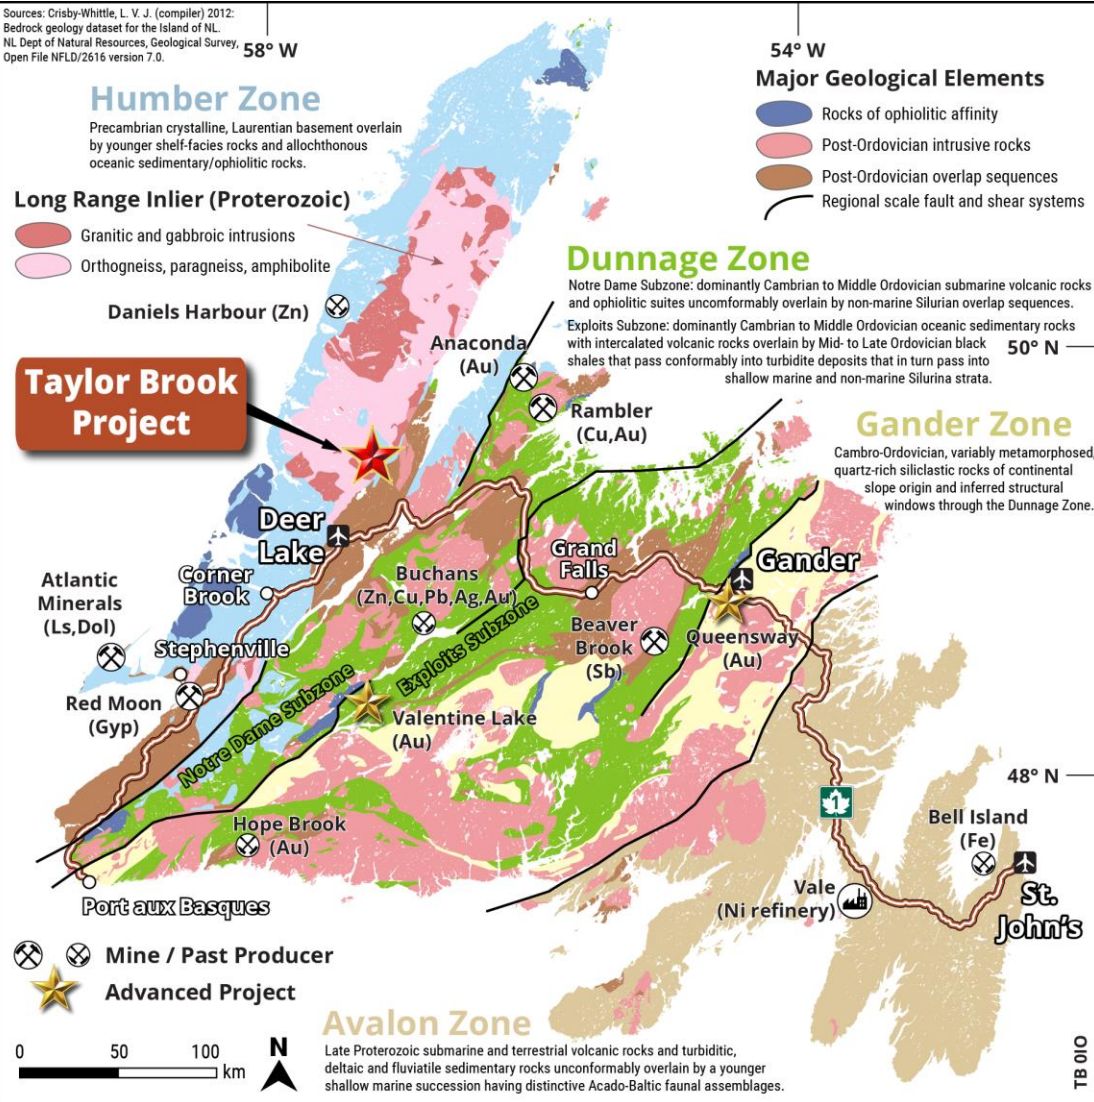 Sources: Crisby-Whittle, L. V. J. (compiler) 2012:
Bedrock geology dataset for the Island of NL.
NL Dept of Natural Resources, Geological Survey,
Open File NFLD/2616 version 7.0.
58° W
54° W
Major Geological Elements
Rocks of ophiolitic affinity
Post-Ordovician intrusive rocks
Post-Ordovician overlap sequences
Regional scale fault and shear systems
Humber Zone
Precambrian crystalline, Laurentian basement overlain
by younger shelf-facies rocks and allochthonous
oceanic sedimentary/ophiolitic rocks.
Long Range Inlier (Proterozoic)
Granitic and gabbroic intrusions
Orthogneiss, paragneiss, amphibolite
Dunnage Zone
Notre Dame Subzone: dominantly Cambrian to Middle Ordovician submarine volcanic rocks
and ophiolitic suites uncomformably overlain by non-marine Silurian overlap sequences.
Exploits Subzone: dominantly Cambrian to Middle Ordovician oceanic sedimentary rocks
with intercalated volcanic rocks overlain by Mid- to Late Ordovician black
shales that pass conformably into turbidite deposits that in turn pass into
shallow marine and non-marine Silurina strata.
50° N
Daniels Harbour (Zn)
Anaconda
(Au)
Rambler
(Cu,Au)
Taylor Brook
Project
Gander Zone
Cambro-Ordovician, variably metamorphosed,
quartz-rich siliclastic rocks of continental
slope origin and inferred structural
windows through the Dunnage Zone.
Deer
Lake
Corner
Brook
Grand
Falls
Gander
Buchans
(Zn,Cu,Pb,Ag,Au)
Atlantic
Minerals
(Ls,Dol)
Stephenville
Beaver
Brook
(Sb)
Queensway
(Au)
Exploits Subzone
Notre Dame Subzone
Red Moon
(Gyp)
Valentine Lake
(Au)
48° N
1
Hope Brook
(Au)
Bell Island
(Fe)
Vale
(Ni refinery)
St.
John's
Port aux Basques
Mine / Past Producer
Advanced Project
Avalon Zone
Late Proterozoic submarine and terrestrial volcanic rocks and turbiditic,
deltaic and fluviatile sedimentary rocks unconformably overlain by a younger
shallow marine succession having distinctive Acado-Baltic faunal assemblages.
0 50 100
km
N
TB 010